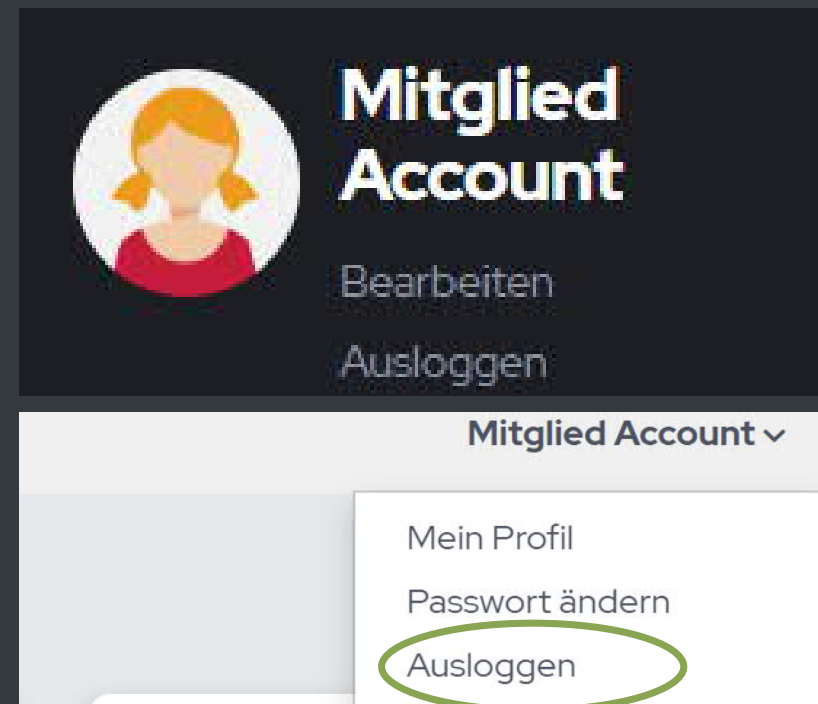 Mitglied
Account
Bearbeiten
Ausloggen
Mitglied Account
Mein Profil
Passwort ändern
Ausloggen